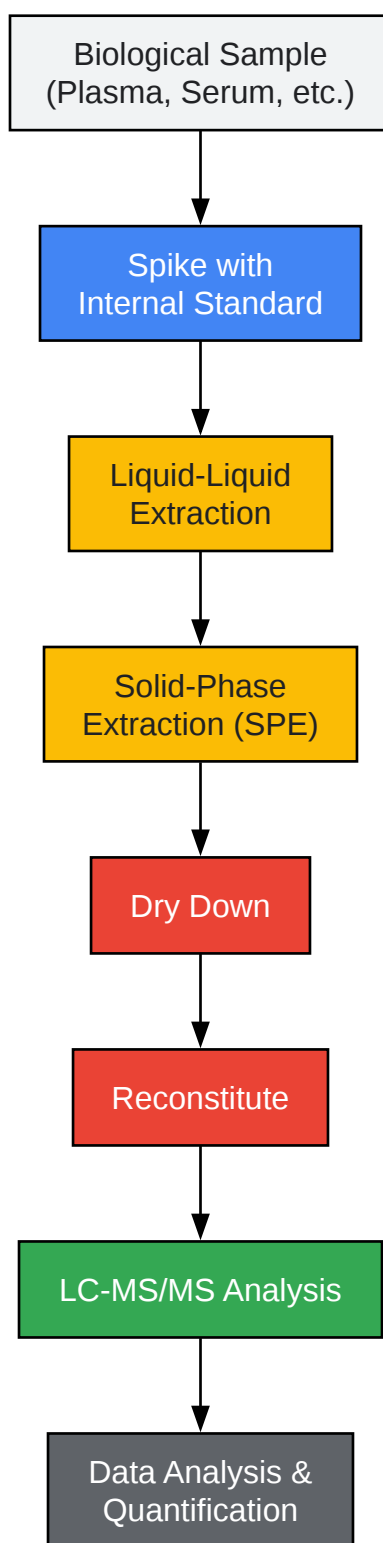 Biological Sample
(Plasma, Serum, etc.)
Spike with
Internal Standard
Liquid-Liquid
Extraction
Solid-Phase
Extraction (SPE)
Dry Down
Reconstitute
LC-MS/MS Analysis
Data Analysis &
Quantification